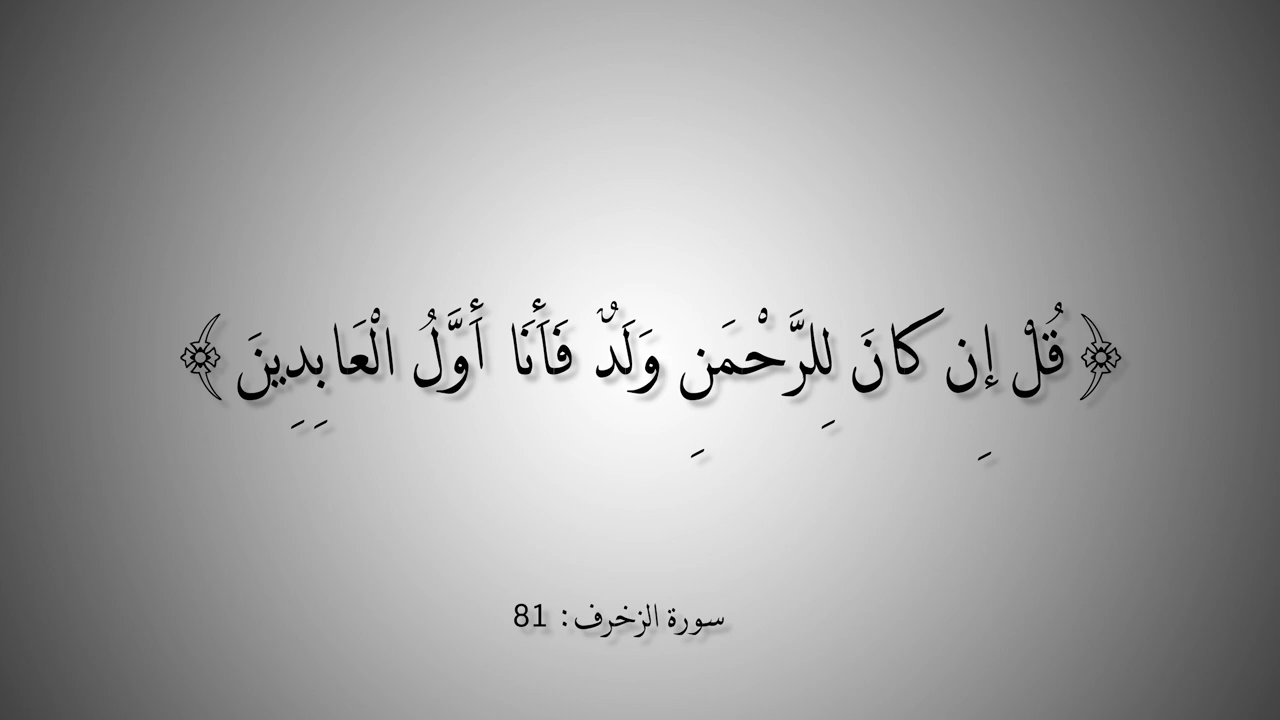 ﴿قُلْ إِن كَانَ لِلرَّحْمَنِ وَلَدٌ فَأَنَا أَوَّلُ الْعَابِدِينَ﴾
سورة الزخرف: 81